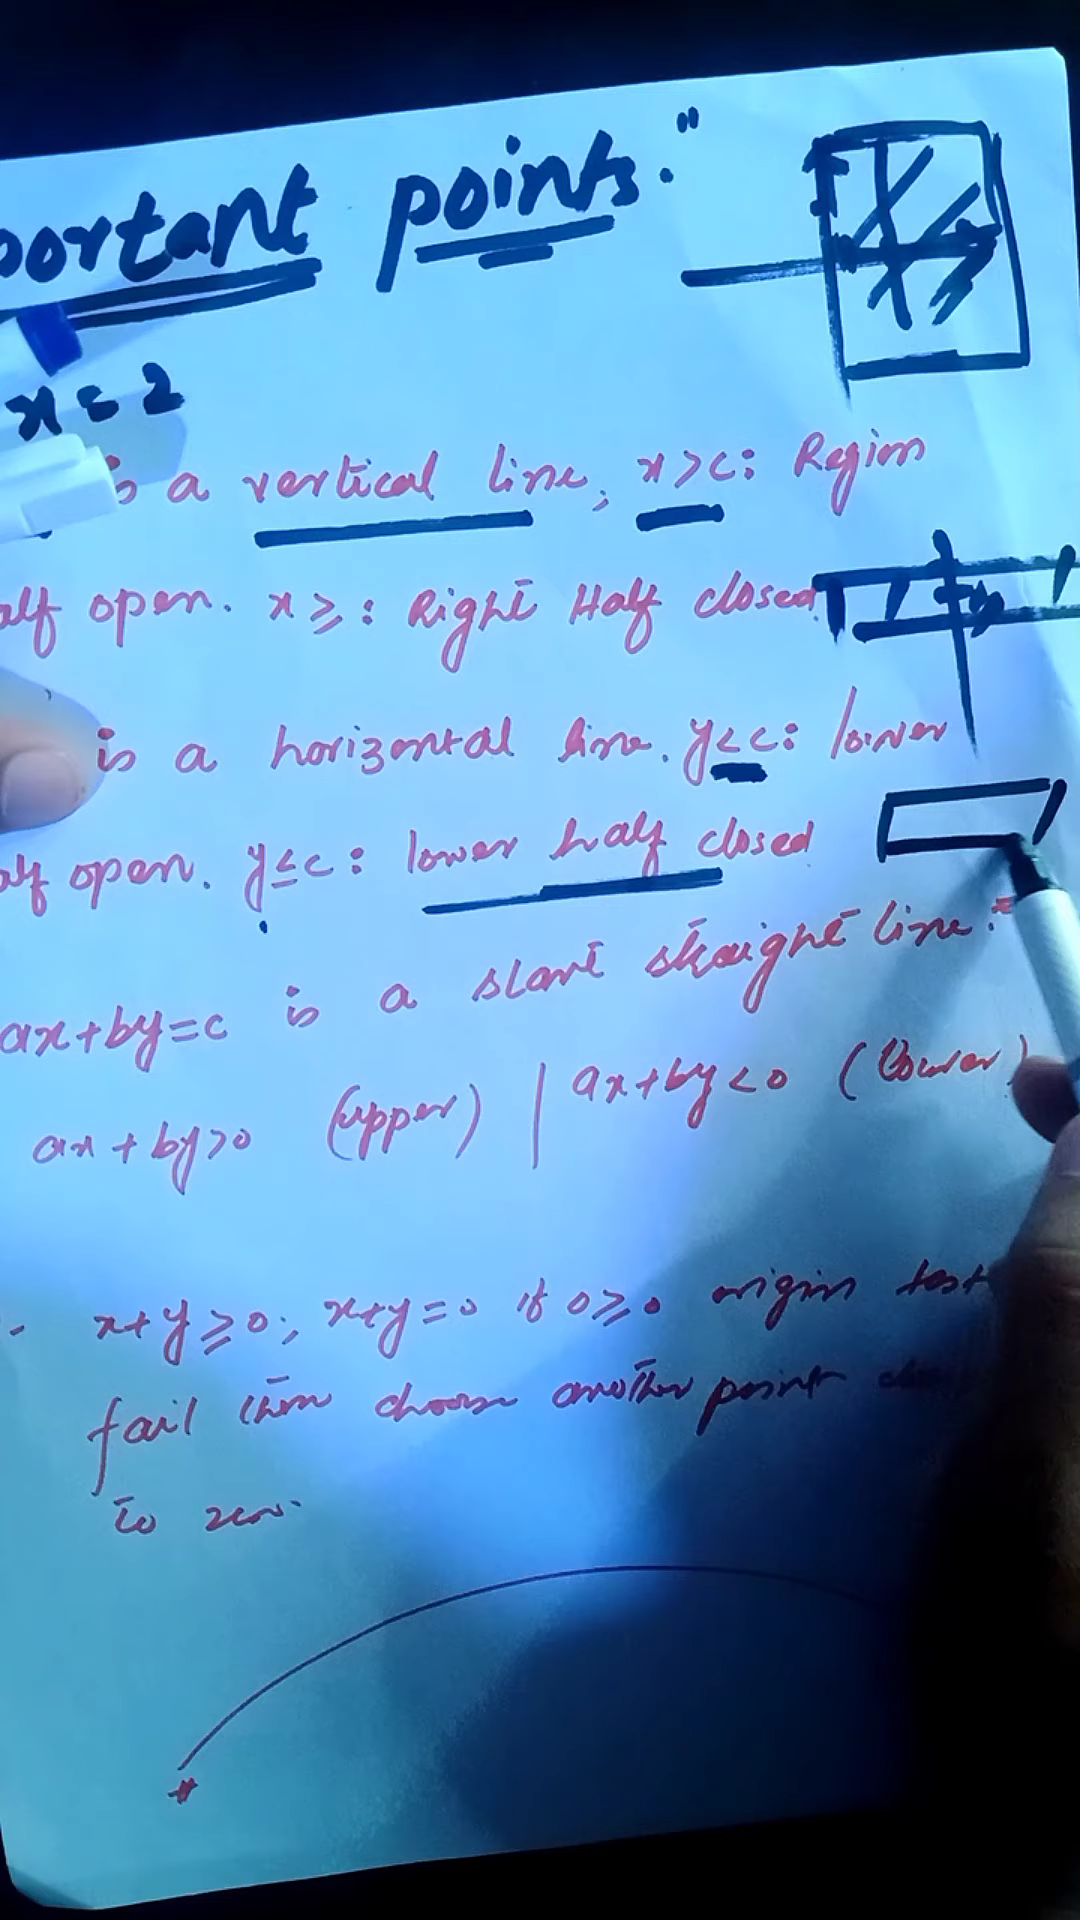 portant points."
x = 2
is a vertical line, x>c: Region
alf open. x ≥ : Right Half closed.
is a horizontal line. y<c: lower
alf open. y≤c: lower half closed
ax+by=c is a slant straight line."
ax+by>0 (upper) | ax+by<0 (lower)
x+y≥0; x+y=0 if 0≥0 origin test
fail then choose another point
to zero.